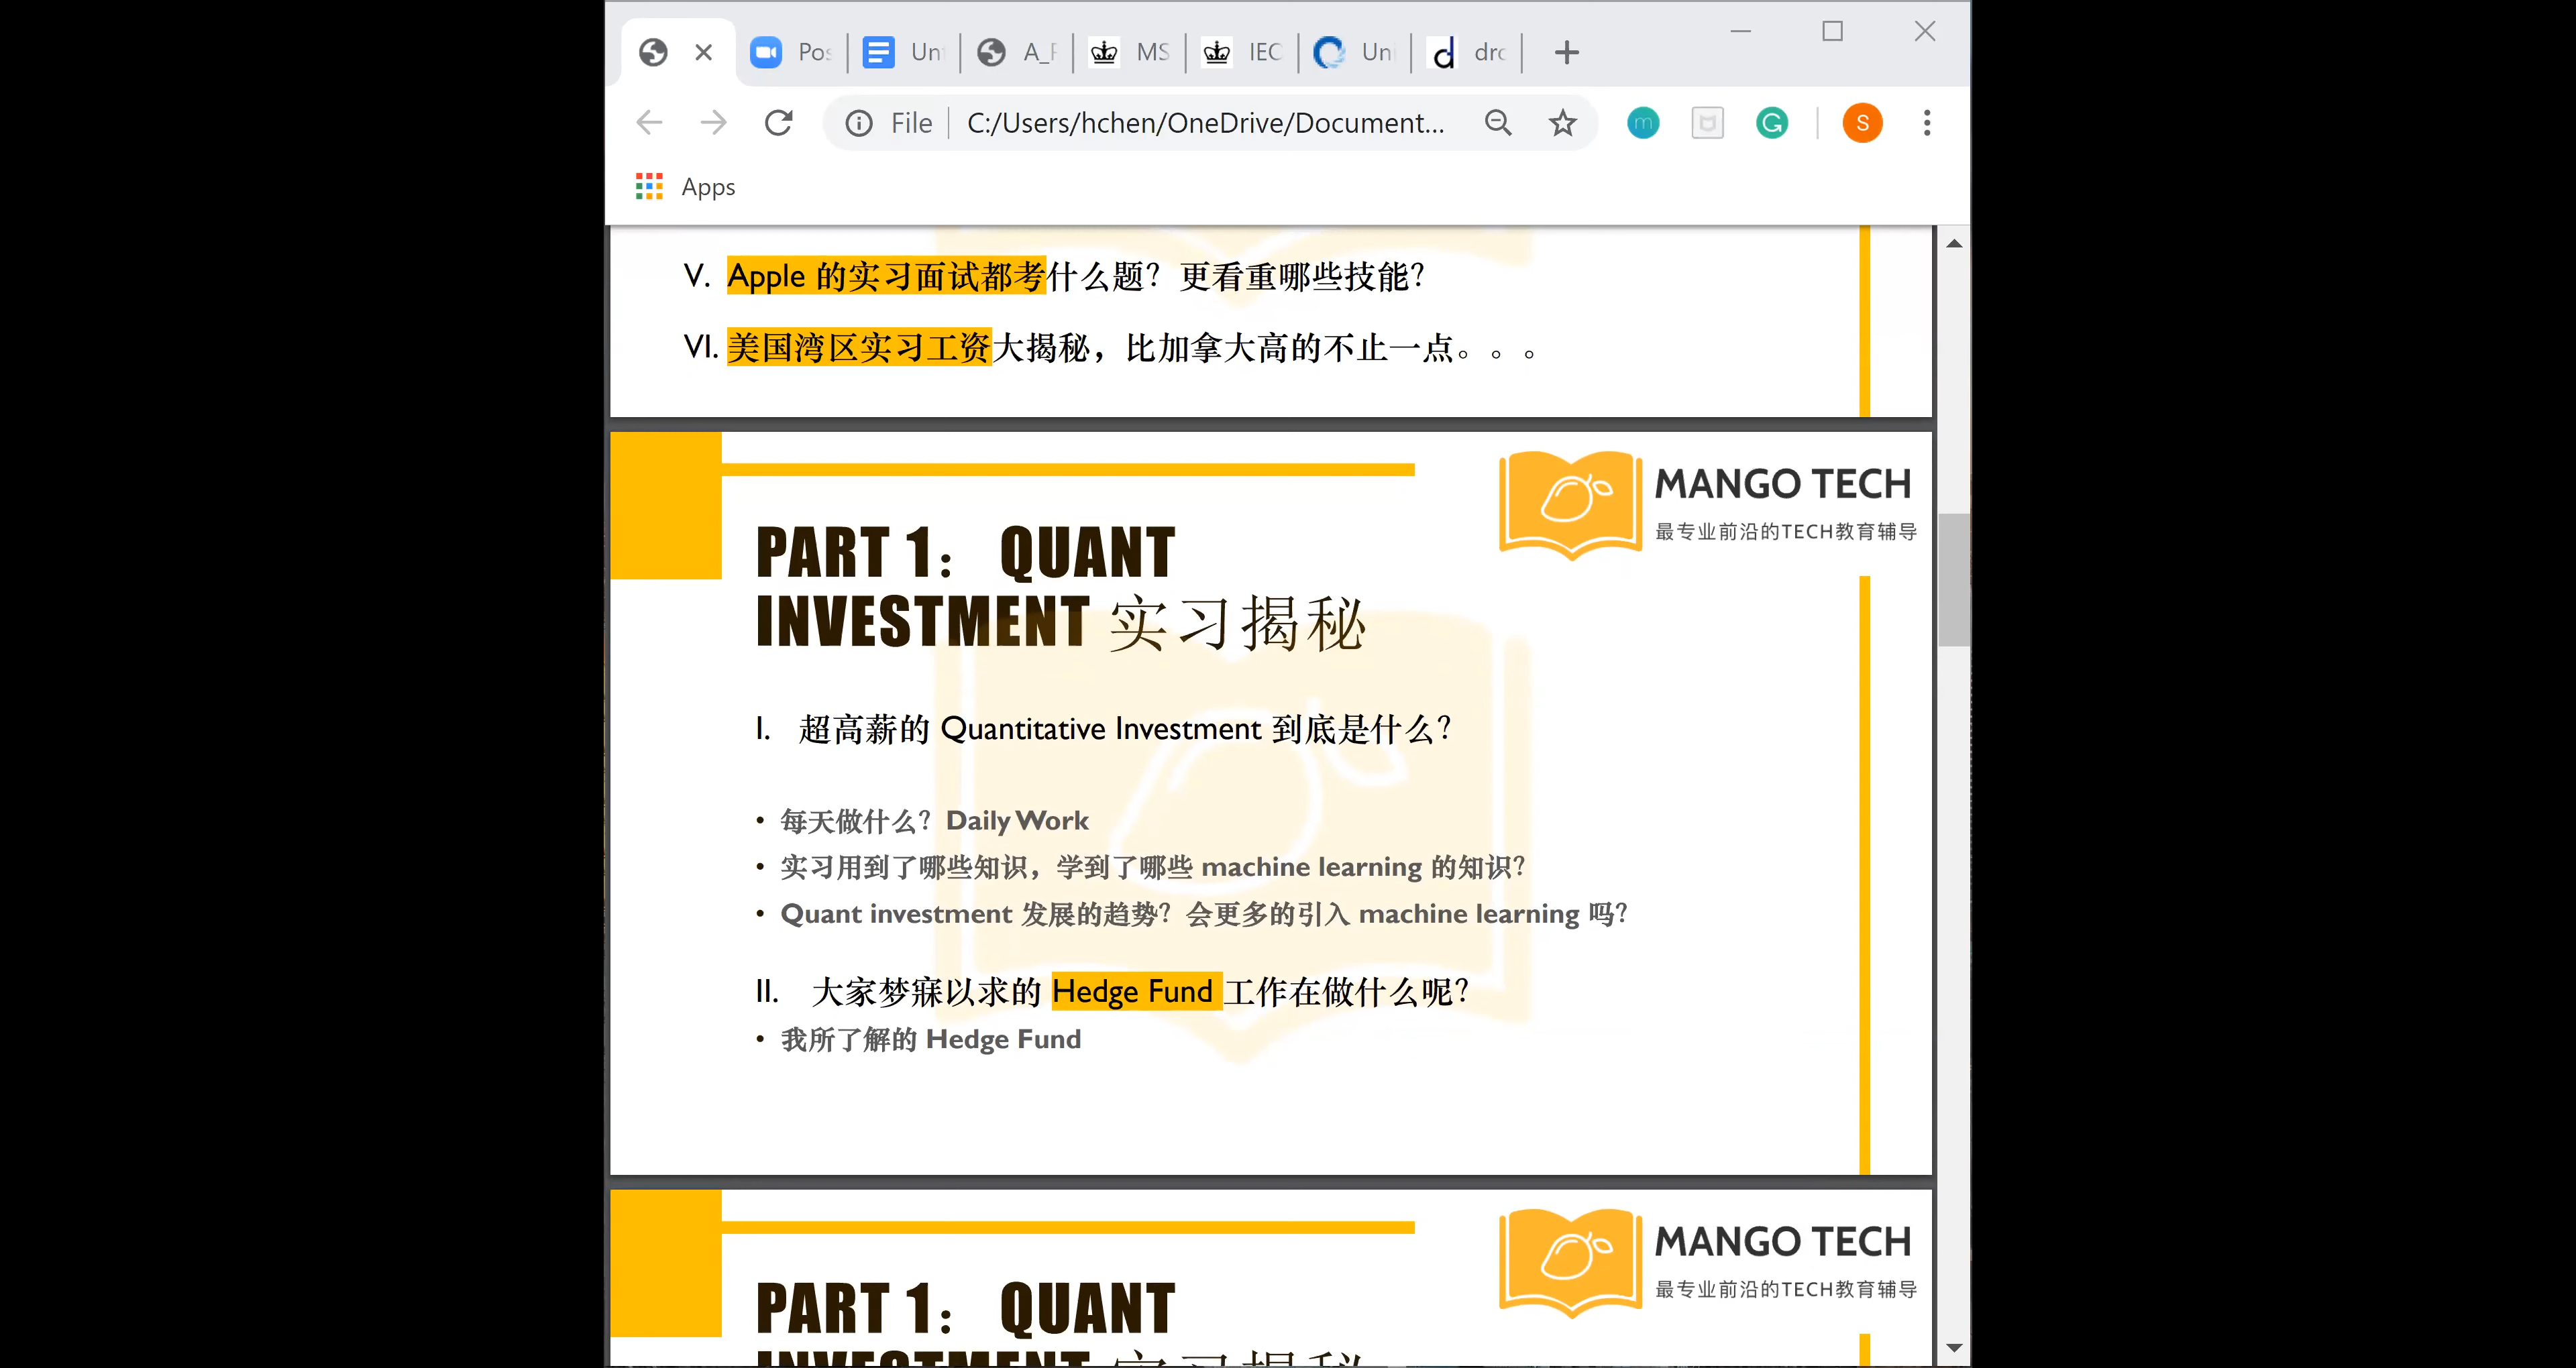 Pos
Un
A_F
MS
IEC
Un
dro
File
C:/Users/hchen/OneDrive/Document...
S
Apps
V. Apple 的实习面试都考什么题？更看重哪些技能？
VI. 美国湾区实习工资大揭秘，比加拿大高的不止一点。。。
MANGO TECH
最专业前沿的TECH教育辅导
PART 1： QUANT
INVESTMENT 实习揭秘
I. 超高薪的 Quantitative Investment 到底是什么？
• 每天做什么？Daily Work
• 实习用到了哪些知识，学到了哪些 machine learning 的知识？
• Quant investment 发展的趋势？会更多的引入 machine learning 吗？
II. 大家梦寐以求的 Hedge Fund 工作在做什么呢？
• 我所了解的 Hedge Fund
MANGO TECH
最专业前沿的TECH教育辅导
PART 1： QUANT
INVESTMENT 实习揭秘